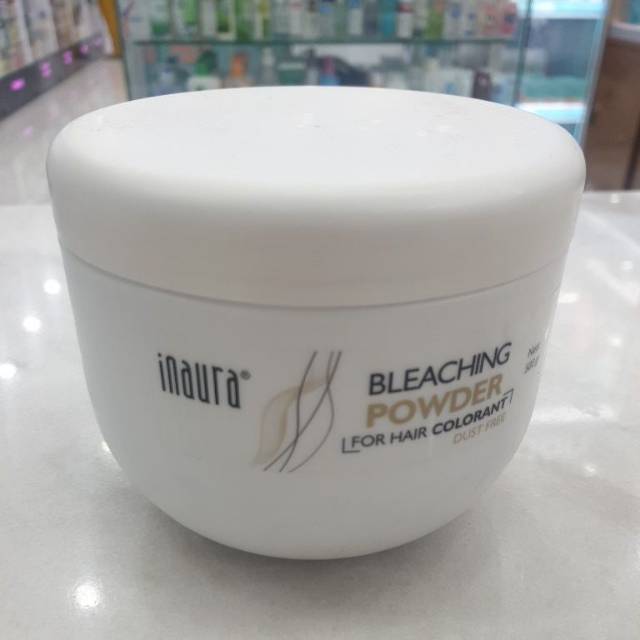 inaura®
BLEACHING
POWDER
FOR HAIR COLORANT
DUST FREE